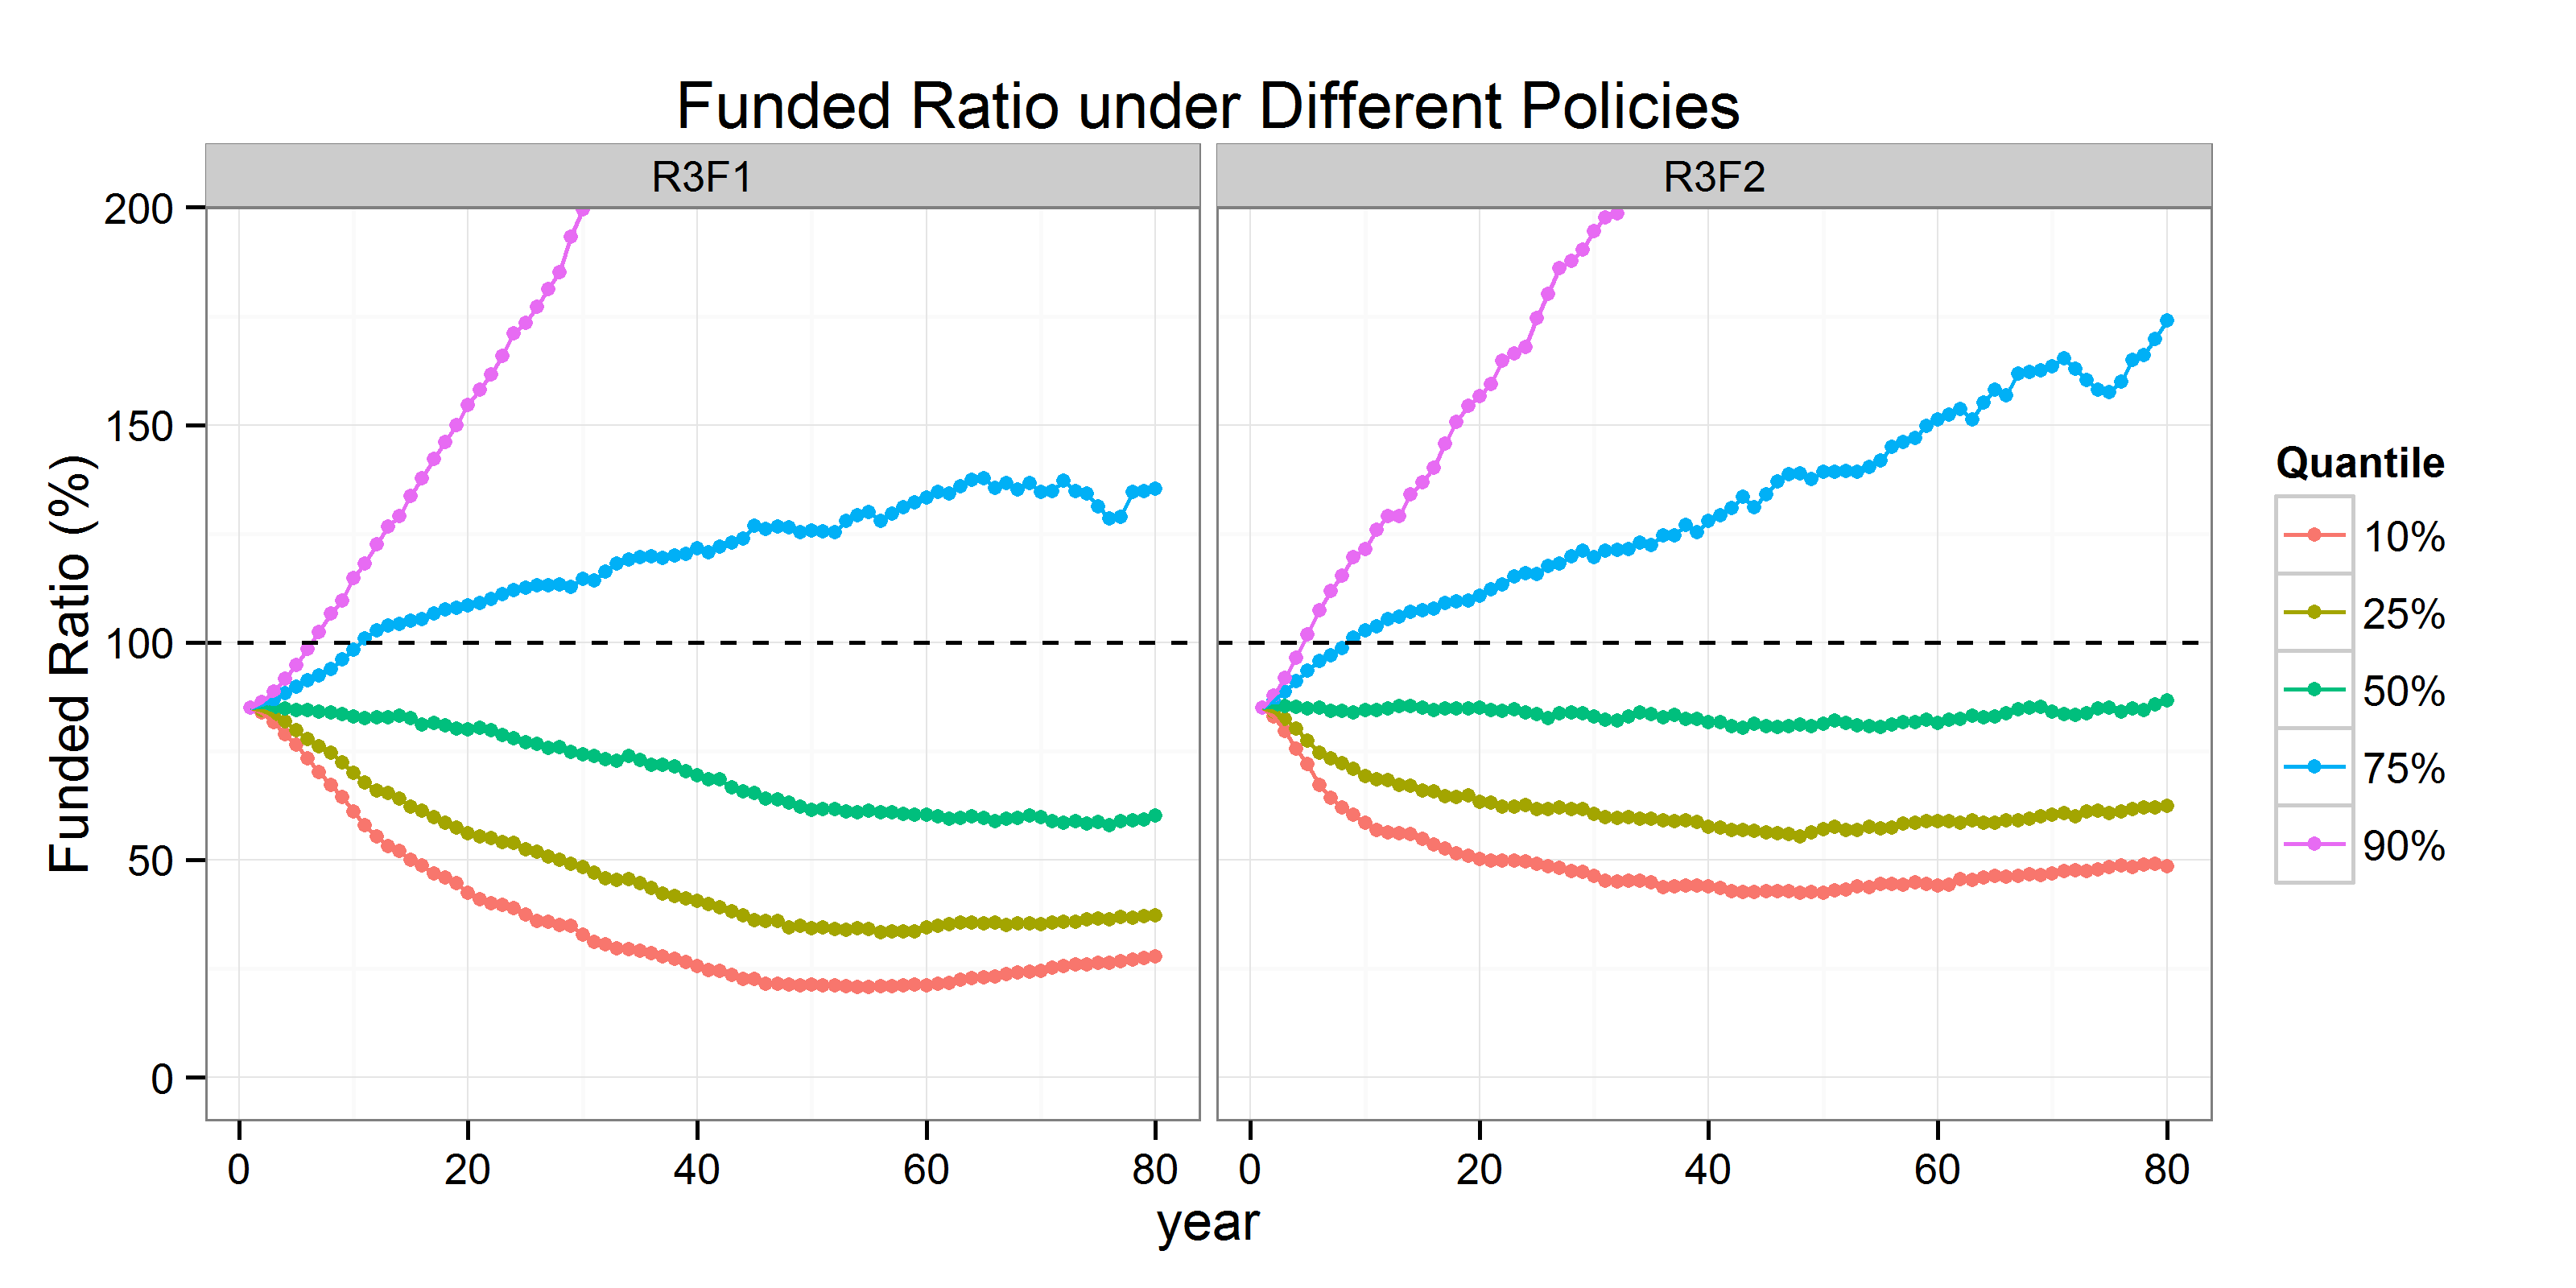 Funded Ratio under Different Policies
R3F1
R3F2
Funded Ratio (%)
200
150
100
50
0
0 20 40 60 80
0 20 40 60 80
year
Quantile
10%
25%
50%
75%
90%